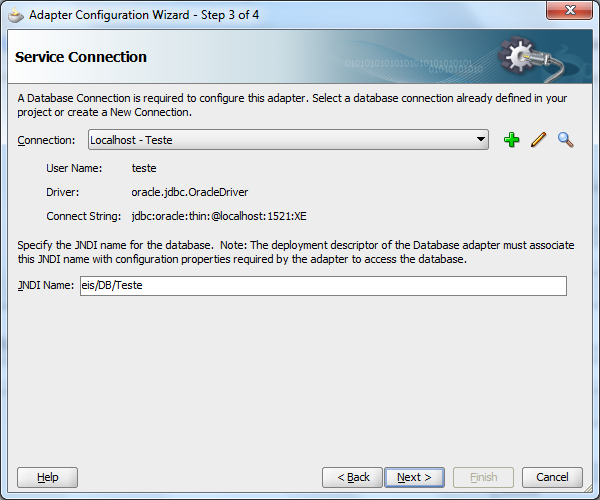 Adapter Configuration Wizard - Step 3 of 4
Service Connection
A Database Connection is required to configure this adapter. Select a database connection already defined in your
project or create a New Connection.
Connection: Localhost - Teste
User Name: teste
Driver: oracle.jdbc.OracleDriver
Connect String: jdbc:oracle:thin:@localhost:1521:XE
Specify the JNDI name for the database.  Note: The deployment descriptor of the Database adapter must associate
this JNDI name with configuration properties required by the adapter to access the database.
JNDI Name: eis/DB/Teste
Help < Back Next > Finish Cancel